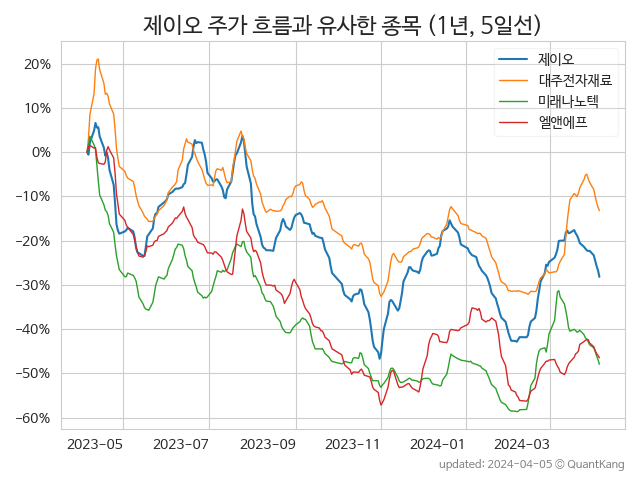 제이오 주가 흐름과 유사한 종목 (1년, 5일선)
제이오
대주전자재료
미래나노텍
엘앤에프
20%
10%
0%
−10%
−20%
−30%
−40%
−50%
−60%
2023-05
2023-07
2023-09
2023-11
2024-01
2024-03
updated: 2024-04-05 © QuantKang